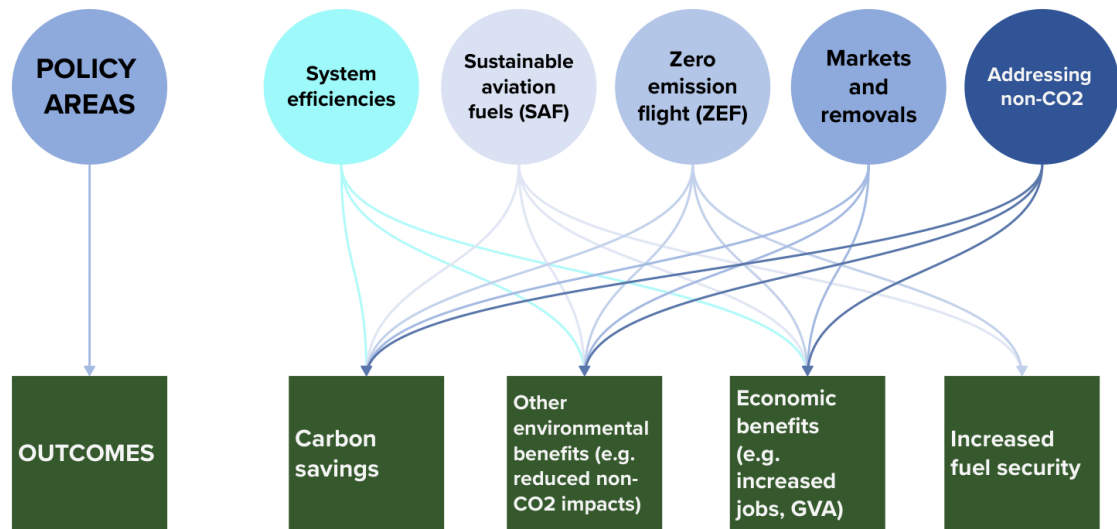 POLICY
AREAS
System
efficiencies
Sustainable
aviation
fuels (SAF)
Zero
emission
flight (ZEF)
Markets
and
removals
Addressing
non-CO2
OUTCOMES
Carbon
savings
Other
environmental
benefits (e.g.
reduced non-
CO2 impacts)
Economic
benefits
(e.g.
increased
jobs, GVA)
Increased
fuel security